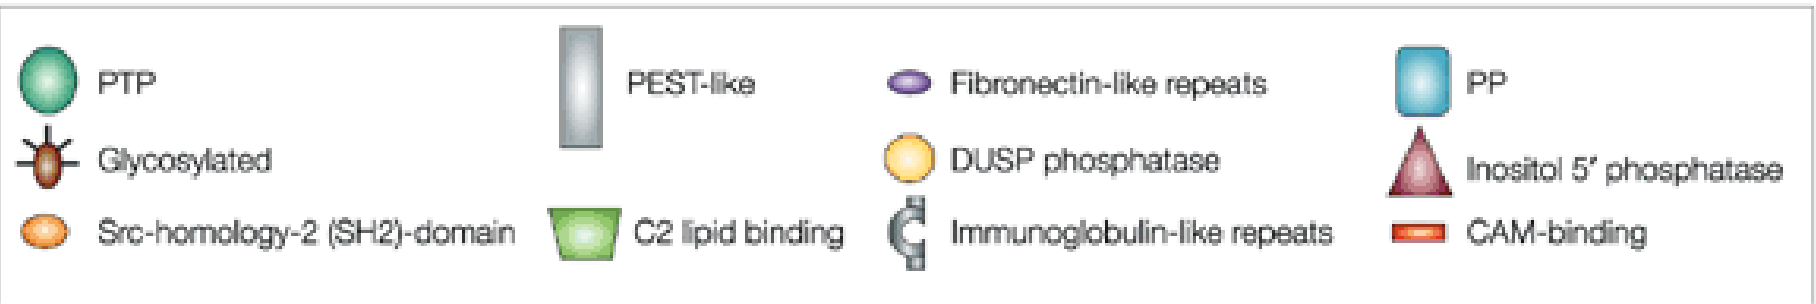 PTP
PEST-like
Fibronectin-like repeats
PP
Glycosylated
DUSP phosphatase
Inositol 5′ phosphatase
Src-homology-2 (SH2)-domain
C2 lipid binding
Immunoglobulin-like repeats
CAM-binding